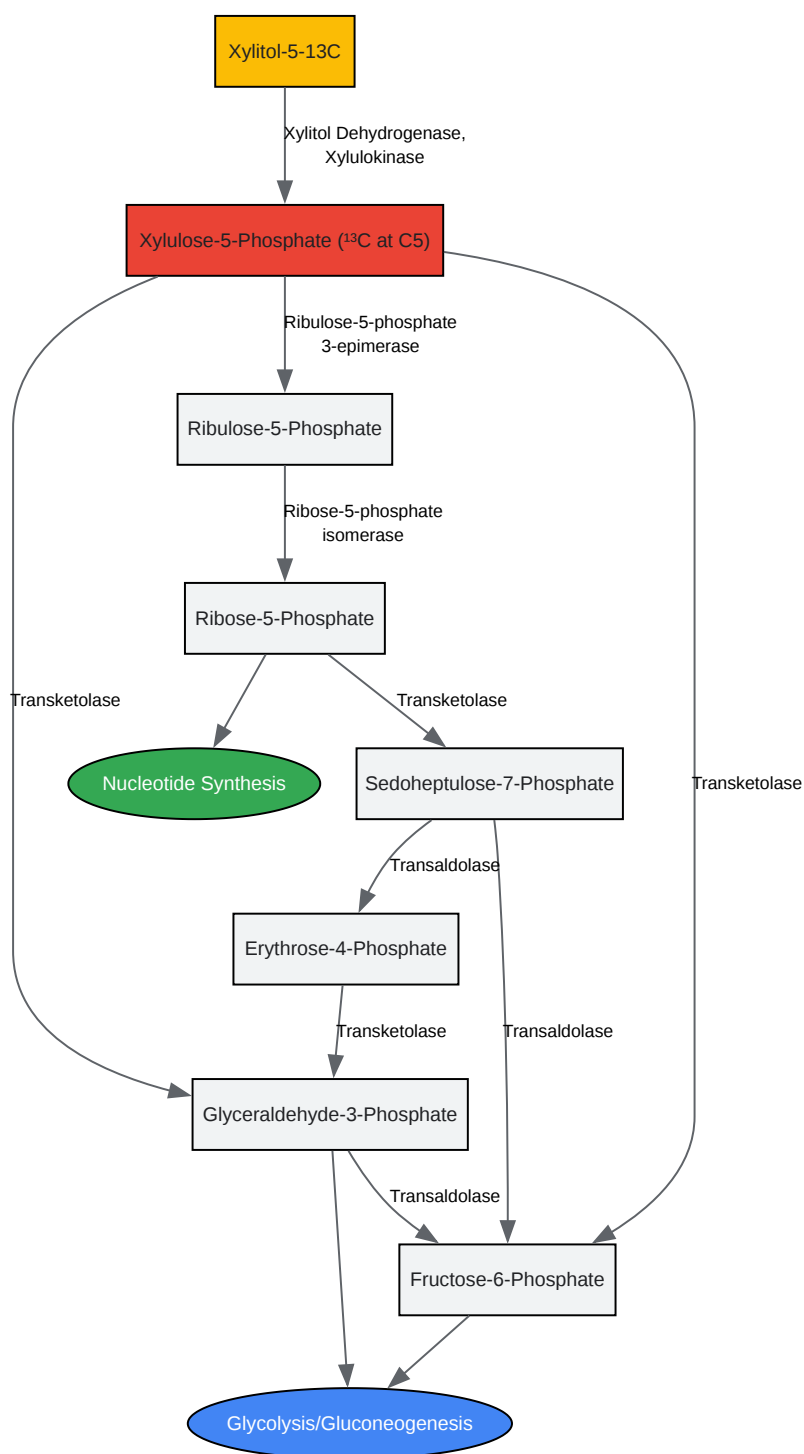 Xylitol-5-13C
Xylitol Dehydrogenase,
Xylulokinase
Xylulose-5-Phosphate (¹³C at C5)
Ribulose-5-phosphate
3-epimerase
Ribulose-5-Phosphate
Ribose-5-phosphate
isomerase
Ribose-5-Phosphate
Transketolase
Transketolase
Nucleotide Synthesis
Sedoheptulose-7-Phosphate
Transketolase
Transaldolase
Erythrose-4-Phosphate
Transketolase
Transaldolase
Glyceraldehyde-3-Phosphate
Transaldolase
Fructose-6-Phosphate
Glycolysis/Gluconeogenesis